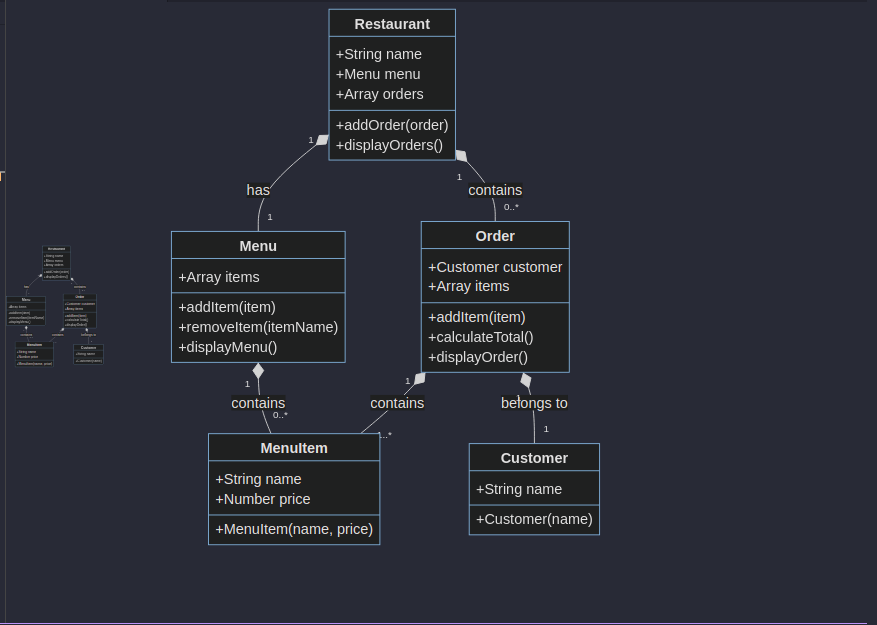 Restaurant
+String name
+Menu menu
+Array orders
+addOrder(order)
+displayOrders()
1
1
has
contains
1
0..*
Menu
+Array items
+addItem(item)
+removeItem(itemName)
+displayMenu()
Order
+Customer customer
+Array items
+addItem(item)
+calculateTotal()
+displayOrder()
1
1
contains
contains
belongs to
0..*
1
MenuItem
+String name
+Number price
+MenuItem(name, price)
Customer
+String name
+Customer(name)